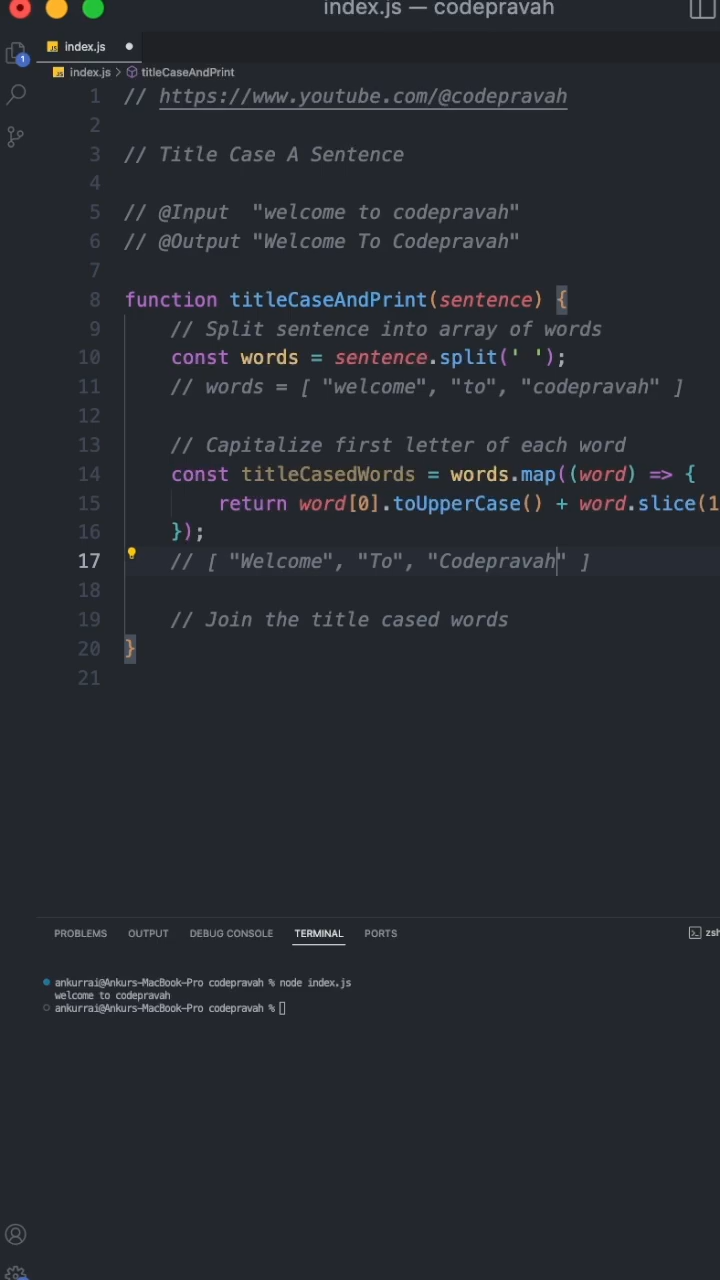 index.js — codepravah
JS index.js
1
JS index.js > titleCaseAndPrint
1 // https://www.youtube.com/@codepravah
2
3 // Title Case A Sentence
4
5 // @Input  "welcome to codepravah"
6 // @Output "Welcome To Codepravah"
7
8 function titleCaseAndPrint(sentence) {
9     // Split sentence into array of words
10     const words = sentence.split(' ');
11     // words = [ "welcome", "to", "codepravah" ]
12
13     // Capitalize first letter of each word
14     const titleCasedWords = words.map((word) => {
15         return word[0].toUpperCase() + word.slice(1
16     });
17     // [ "Welcome", "To", "Codepravah" ]
18
19     // Join the title cased words
20 }
21
PROBLEMS OUTPUT DEBUG CONSOLE TERMINAL PORTS zsh
ankurrai@Ankurs-MacBook-Pro codepravah % node index.js
welcome to codepravah
ankurrai@Ankurs-MacBook-Pro codepravah %